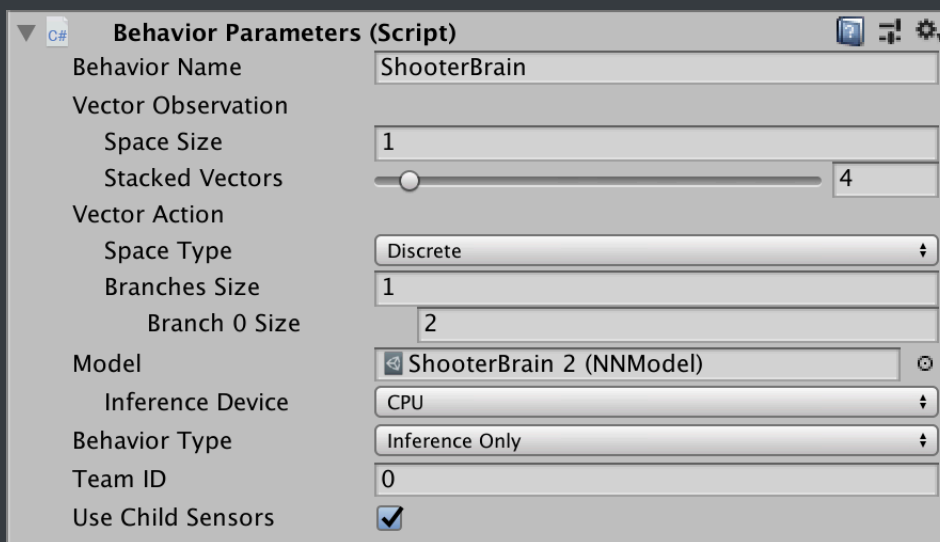 C# Behavior Parameters (Script)
Behavior Name ShooterBrain
Vector Observation
Space Size 1
Stacked Vectors 4
Vector Action
Space Type Discrete
Branches Size 1
Branch 0 Size 2
Model ShooterBrain 2 (NNModel)
Inference Device CPU
Behavior Type Inference Only
Team ID 0
Use Child Sensors